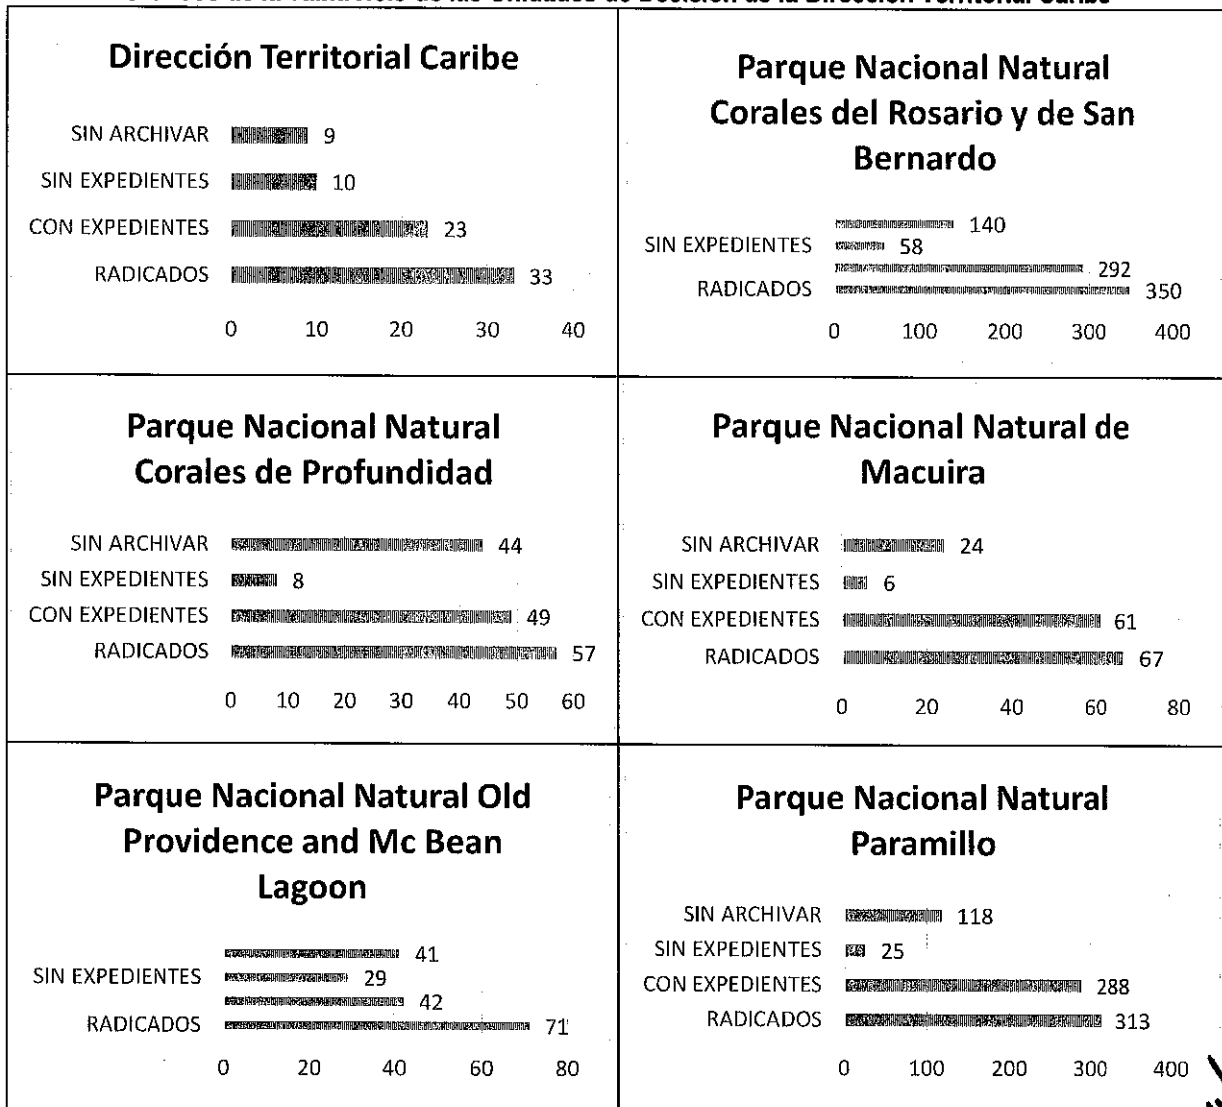 Dirección Territorial Caribe
SIN ARCHIVAR 9
SIN EXPEDIENTES 10
CON EXPEDIENTES 23
RADICADOS 33
0 10 20 30 40
Parque Nacional Natural
Corales del Rosario y de San
Bernardo
140
SIN EXPEDIENTES 58
292
RADICADOS 350
0 100 200 300 400
Parque Nacional Natural
Corales de Profundidad
SIN ARCHIVAR 44
SIN EXPEDIENTES 8
CON EXPEDIENTES 49
RADICADOS 57
0 10 20 30 40 50 60
Parque Nacional Natural de
Macuira
SIN ARCHIVAR 24
SIN EXPEDIENTES 6
CON EXPEDIENTES 61
RADICADOS 67
0 20 40 60 80
Parque Nacional Natural Old
Providence and Mc Bean
Lagoon
41
SIN EXPEDIENTES 29
42
RADICADOS 71
0 20 40 60 80
Parque Nacional Natural
Paramillo
SIN ARCHIVAR 118
SIN EXPEDIENTES 25
CON EXPEDIENTES 288
RADICADOS 313
0 100 200 300 400